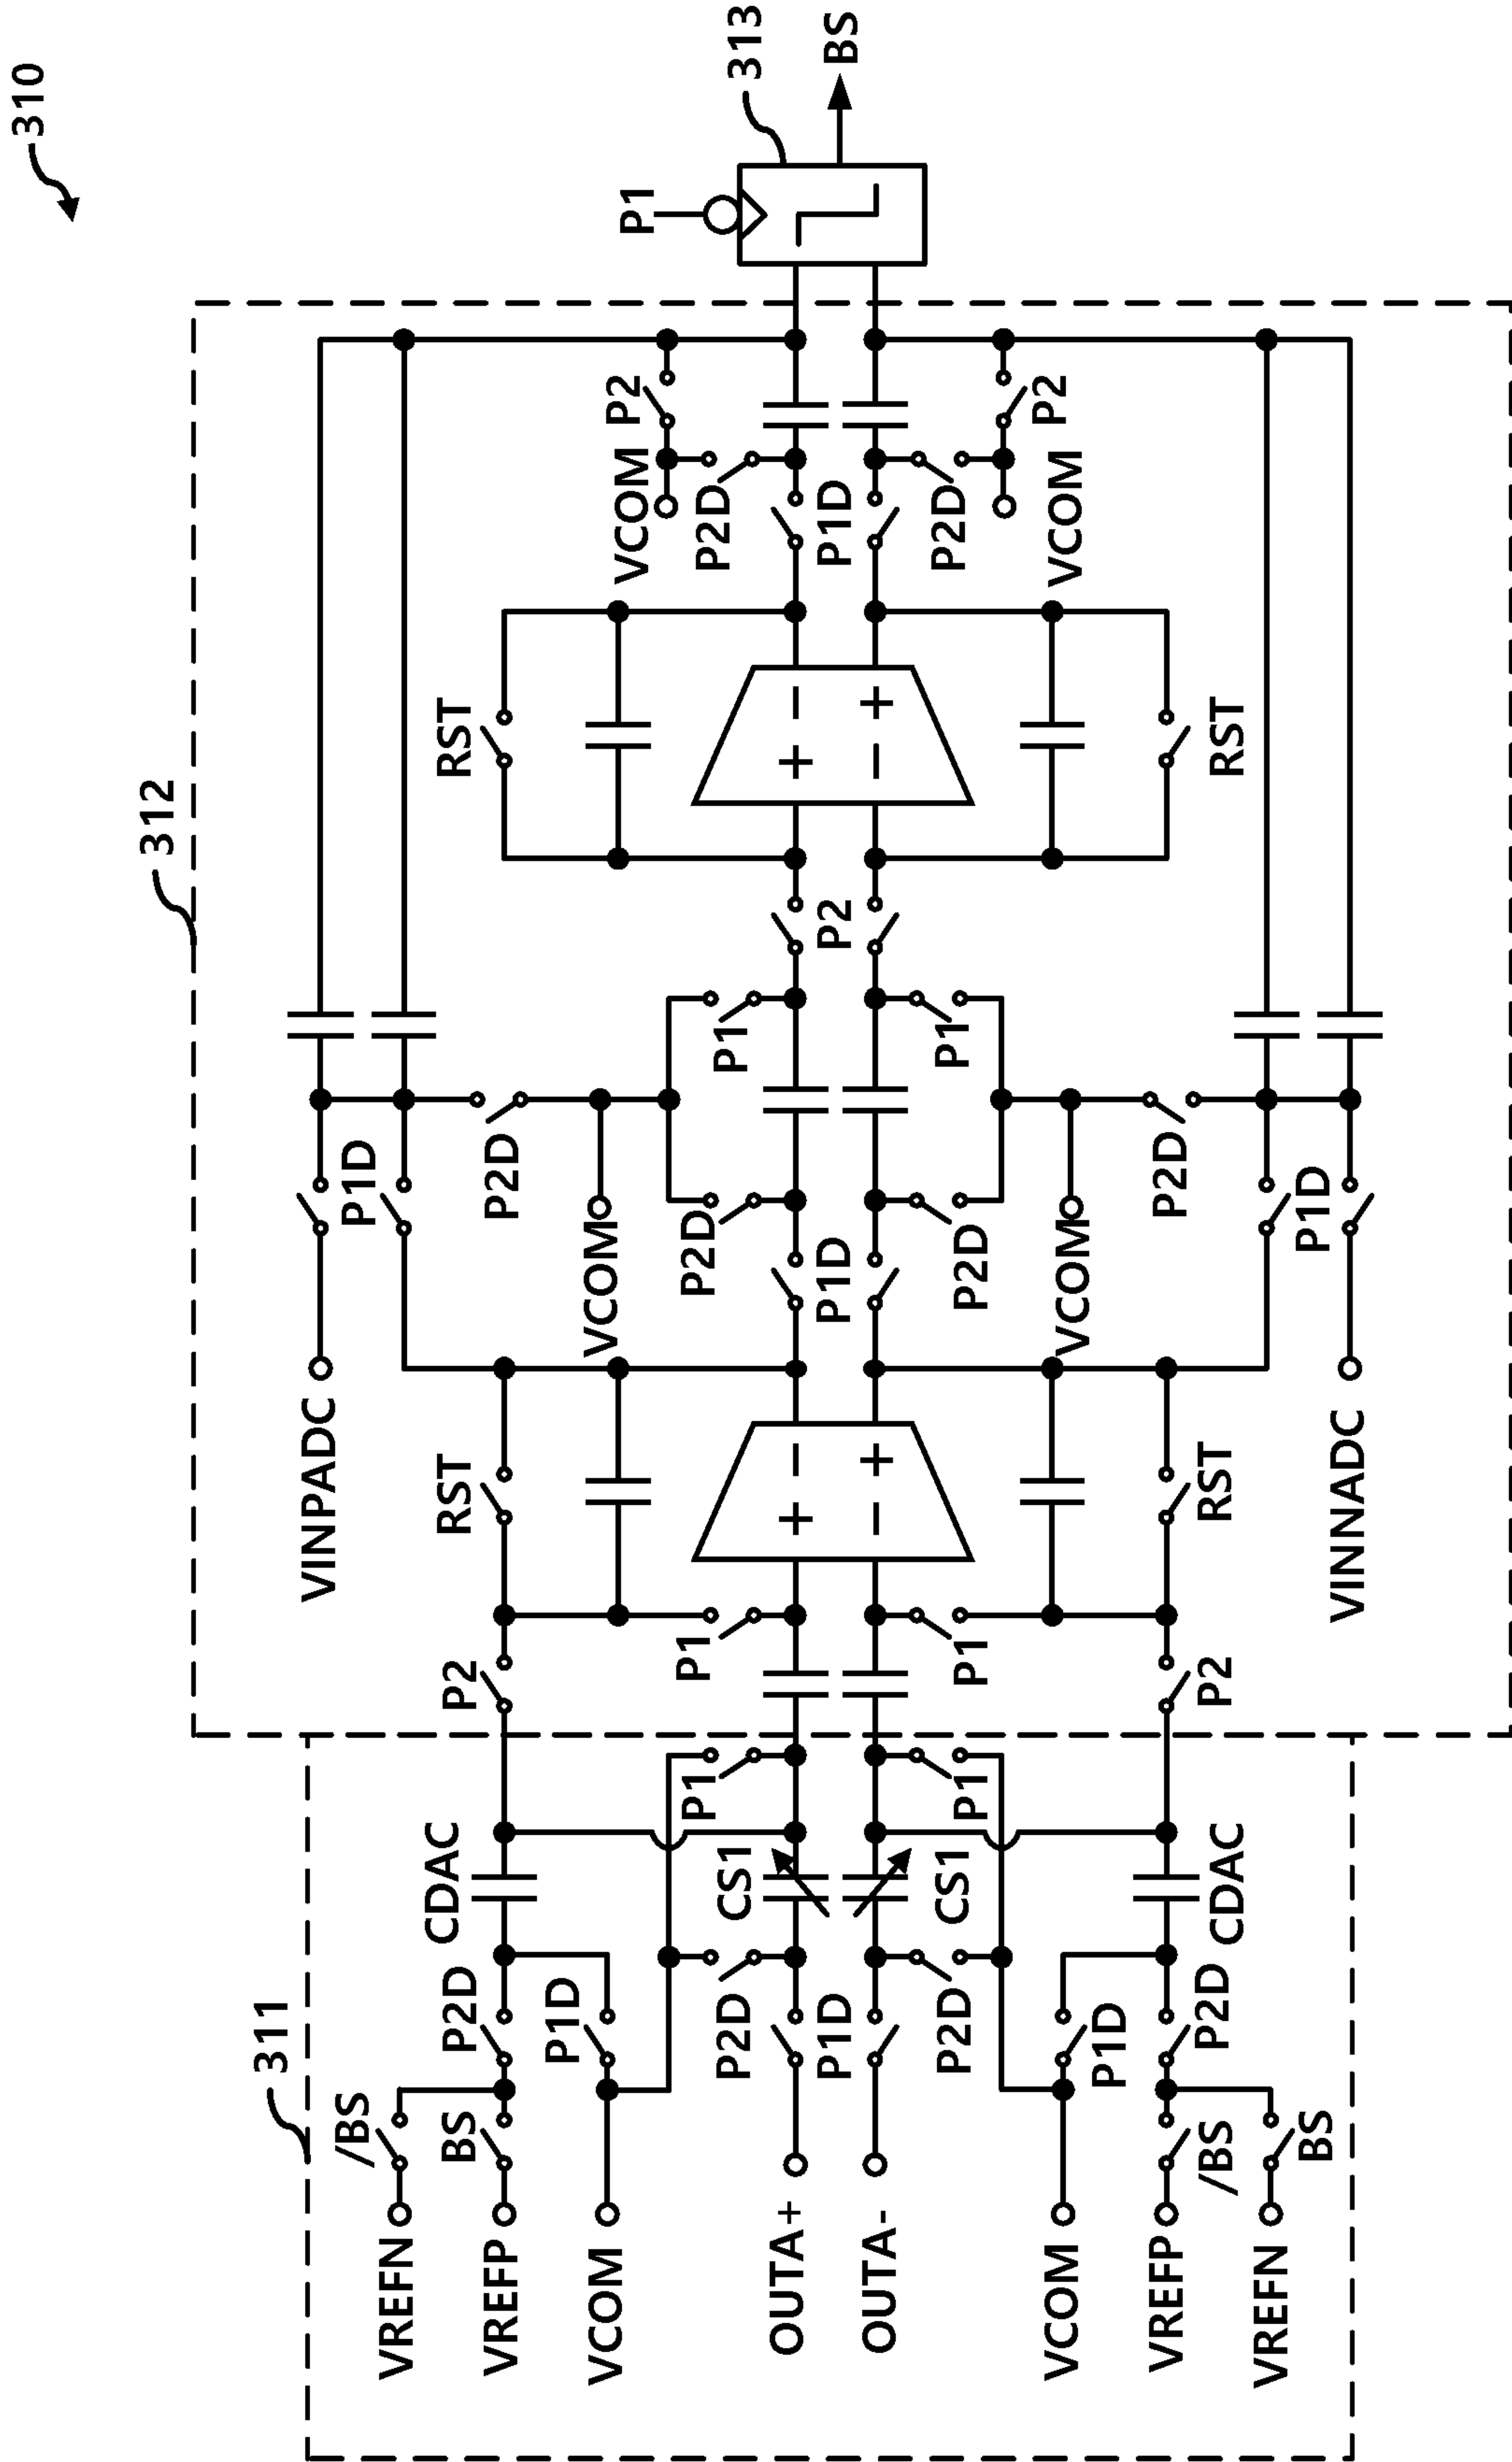 310
312
311
VINPADC
/BS
P1D
VREFN
BS
P2D
CDAC
P2
RST
RST
VREFP
P2D
P1D
VCOM
VCOM
VCOM
P2
P1
P1
P1
P2D
P2D
P2D
CS1
P1
313
OUTA+
P1D
P1D
P2
P1D
BS
OUTA-
P2D
CS1
P1
P2D
P1
P1
P2D
VCOM
VCOM
VCOM
P2
P1D
VREFP
P2D
/BS
P2D
CDAC
P2
RST
RST
VREFN
BS
P1D
VINNADC